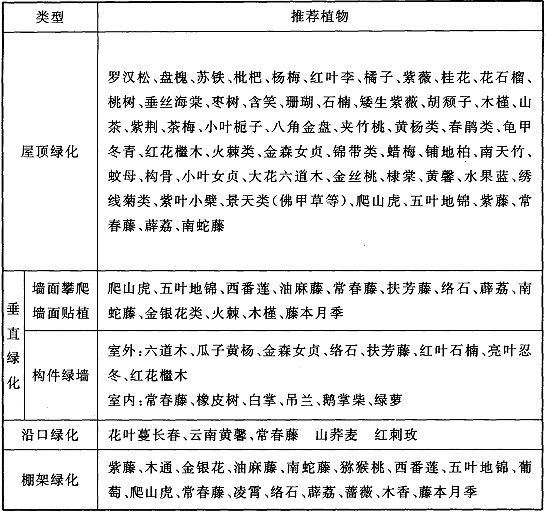 类型
推荐植物
屋顶绿化
罗汉松、盘槐、苏铁、枇杷、杨梅、红叶李、橘子、紫薇、桂花、花石榴、
桃树、垂丝海棠、枣树、含笑、珊瑚、石楠、矮生紫薇、胡颓子、木槿、山
茶、紫荆、茶梅、小叶栀子、八角金盘、夹竹桃、黄杨类、春鹃类、龟甲
冬青、红花檵木、火棘类、金森女贞、锦带类、蜡梅、铺地柏、南天竹、
蚊母、构骨、小叶女贞、大花六道木、金丝桃、棣棠、黄馨、水果蓝、绣
线菊类、紫叶小檗、景天类(佛甲草等)、爬山虎、五叶地锦、紫藤、常
春藤、薜荔、南蛇藤
垂直绿化
墙面攀爬
墙面贴植
爬山虎、五叶地锦、西番莲、油麻藤、常春藤、扶芳藤、络石、薜荔、南
蛇藤、金银花类、火棘、木槿、藤本月季
构件绿墙
室外:六道木、瓜子黄杨、金森女贞、络石、扶芳藤、红叶石楠、亮叶忍
冬、红花檵木
室内:常春藤、橡皮树、白掌、吊兰、鹅掌柴、绿萝
沿口绿化
花叶蔓长春、云南黄馨、常春藤 山荞麦 红刺玫
棚架绿化
紫藤、木通、金银花、油麻藤、南蛇藤、猕猴桃、西番莲、五叶地锦、葡
萄、爬山虎、常春藤、凌霄、络石、薜荔、蔷薇、木香、藤本月季